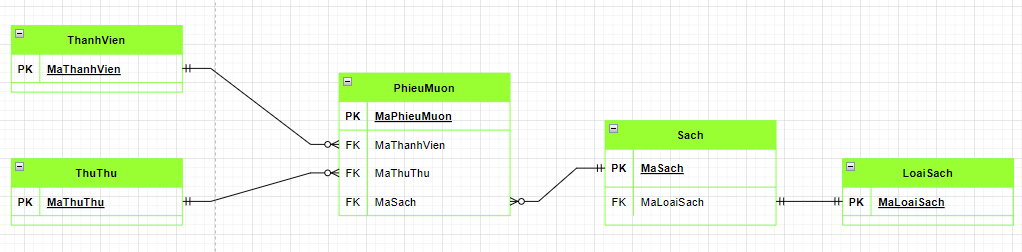 ThanhVien
PK MaThanhVien
ThuThu
PK MaThuThu
PhieuMuon
PK MaPhieuMuon
FK MaThanhVien
FK MaThuThu
FK MaSach
Sach
PK MaSach
FK MaLoaiSach
LoaiSach
PK MaLoaiSach